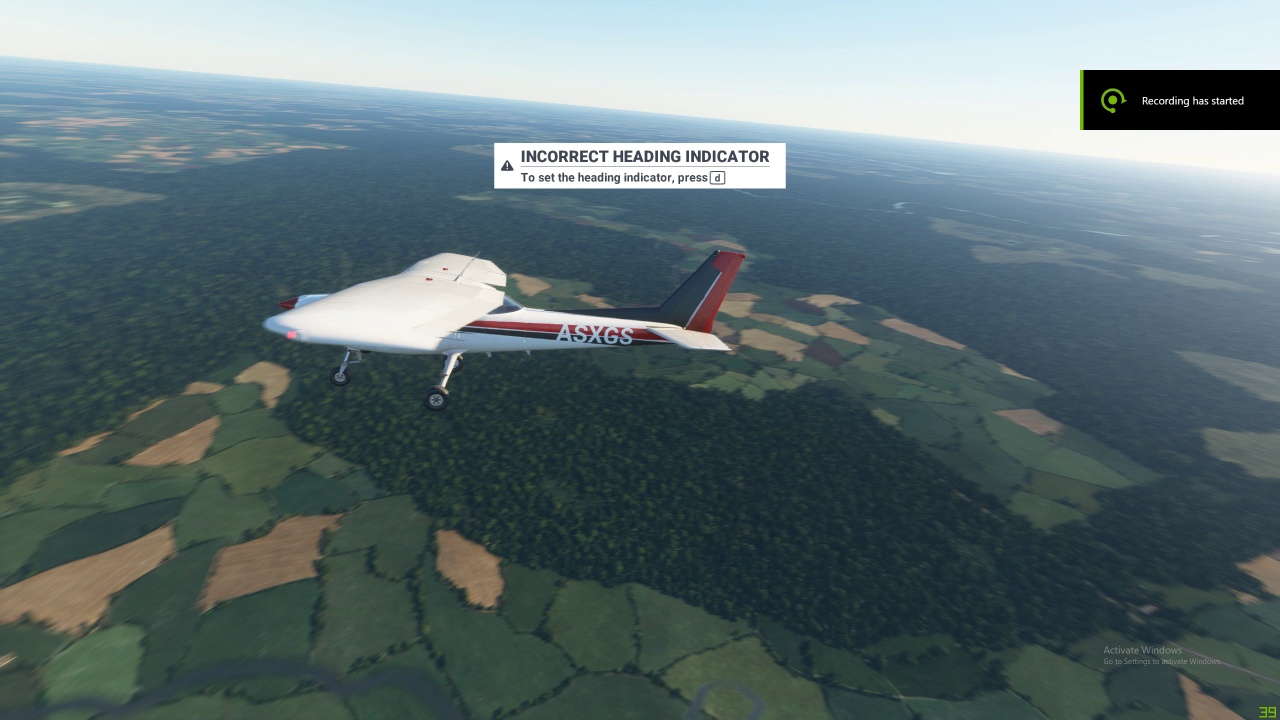 Recording has started
INCORRECT HEADING INDICATOR
To set the heading indicator, press d
ASXGS
Activate Windows
Go to Settings to activate Windows.
39